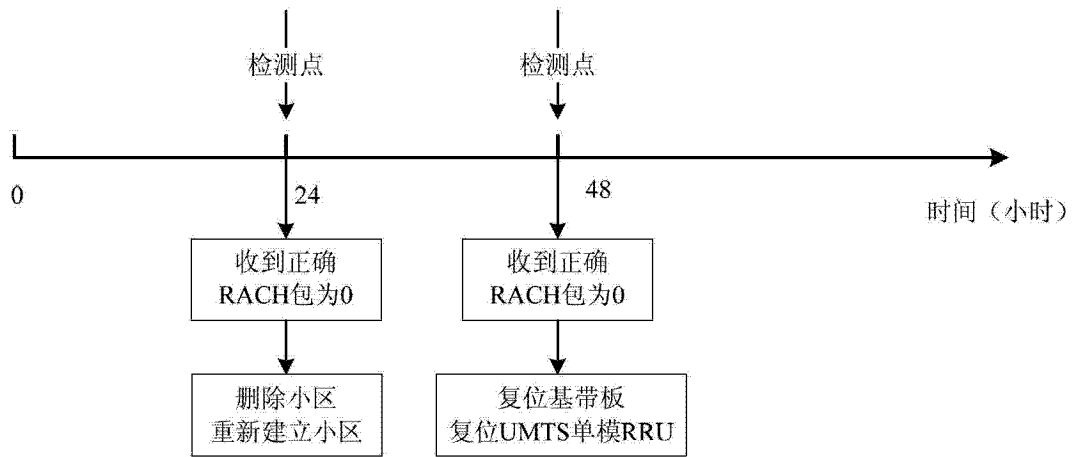 检测点
检测点
0
24
48
时间（小时）
收到正确
RACH包为0
收到正确
RACH包为0
删除小区
重新建立小区
复位基带板
复位UMTS单模RRU